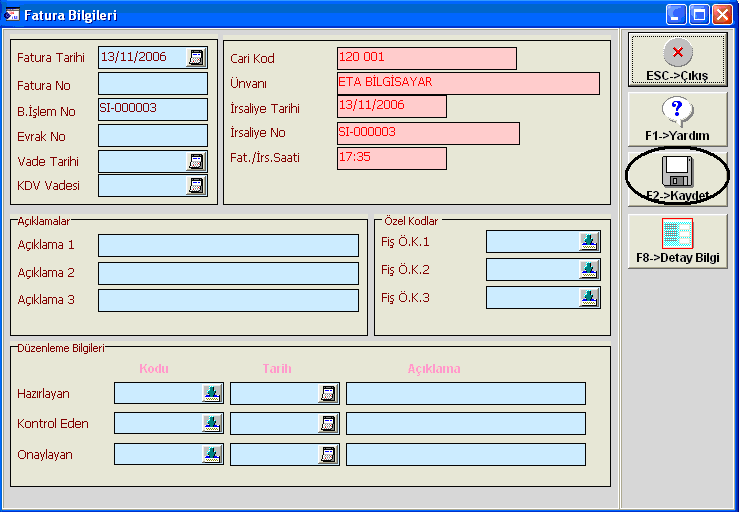 Fatura Bilgileri
Fatura Tarihi 13/11/2006
Fatura No
B.İşlem No SI-000003
Evrak No
Vade Tarihi
KDV Vadesi
Cari Kod 120 001
Ünvanı ETA BİLGİSAYAR
İrsaliye Tarihi 13/11/2006
İrsaliye No SI-000003
Fat./İrs.Saati 17:35
ESC->Çıkış
F1->Yardım
F2->Kaydet
F8->Detay Bilgi
Açıklamalar
Açıklama 1
Açıklama 2
Açıklama 3
Özel Kodlar
Fiş Ö.K.1
Fiş Ö.K.2
Fiş Ö.K.3
Düzenleme Bilgileri
Kodu Tarih Açıklama
Hazırlayan
Kontrol Eden
Onaylayan